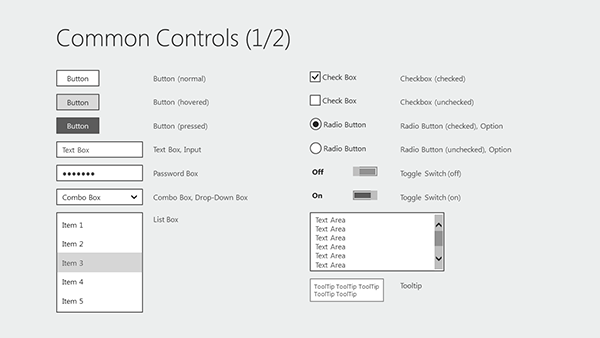 Common Controls (1/2)
Button
Button (normal)
Button
Button (hovered)
Button
Button (pressed)
Text Box
Text Box, Input
●●●●●●●
Password Box
Combo Box
Combo Box, Drop-Down Box
Item 1
Item 2
Item 3
Item 4
Item 5
List Box
Check Box
Checkbox (checked)
Check Box
Checkbox (unchecked)
Radio Button
Radio Button (checked), Option
Radio Button
Radio Button (unchecked), Option
Off
Toggle Switch (off)
On
Toggle Switch (on)
Text Area
Text Area
Text Area
Text Area
Text Area
Text Area
ToolTip ToolTip ToolTip
ToolTip ToolTip
Tooltip